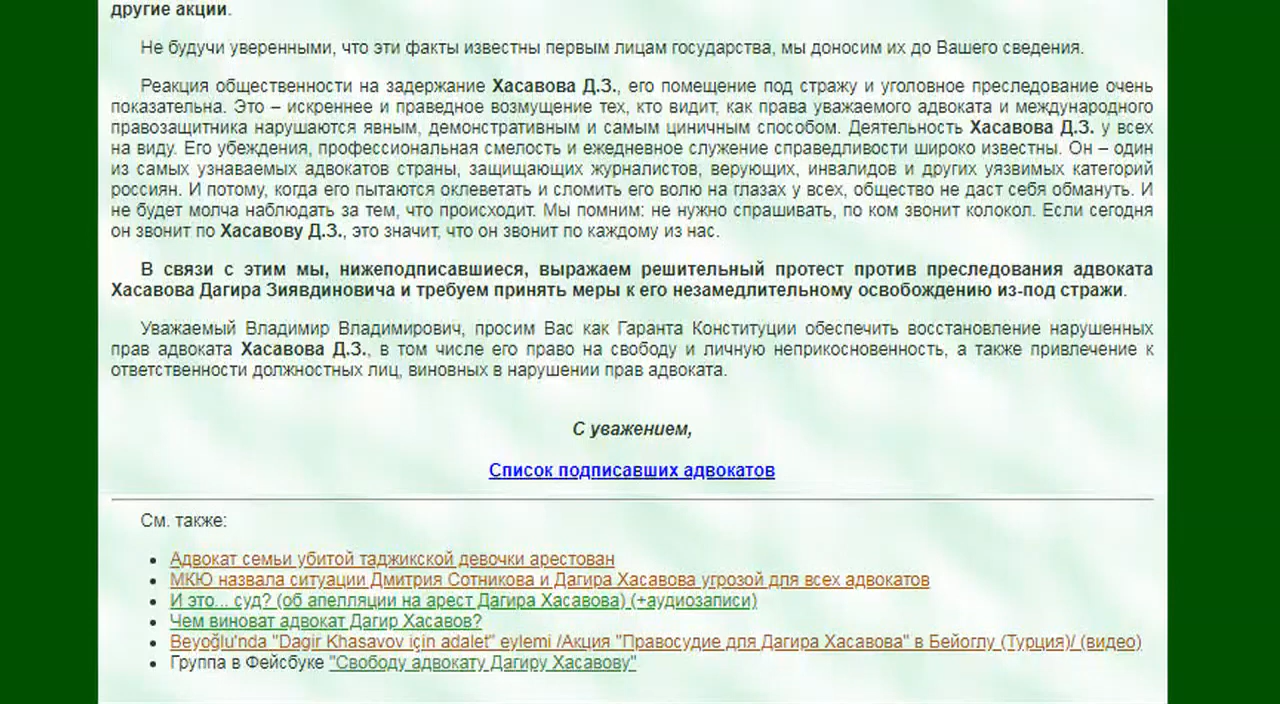 другие акции.
Не будучи уверенными, что эти факты известны первым лицам государства, мы доносим их до Вашего сведения.
Реакция общественности на задержание Хасавова Д.З., его помещение под стражу и уголовное преследование очень
показательна. Это – искреннее и праведное возмущение тех, кто видит, как права уважаемого адвоката и международного
правозащитника нарушаются явным, демонстративным и самым циничным способом. Деятельность Хасавова Д.З. у всех
на виду. Его убеждения, профессиональная смелость и ежедневное служение справедливости широко известны. Он – один
из самых узнаваемых адвокатов страны, защищающих журналистов, верующих, инвалидов и других уязвимых категорий
россиян. И потому, когда его пытаются оклеветать и сломить его волю на глазах у всех, общество не даст себя обмануть. И
не будет молча наблюдать за тем, что происходит. Мы помним: не нужно спрашивать, по ком звонит колокол. Если сегодня
он звонит по Хасавову Д.З., это значит, что он звонит по каждому из нас.
В связи с этим мы, нижеподписавшиеся, выражаем решительный протест против преследования адвоката
Хасавова Дагира Зиявдиновича и требуем принять меры к его незамедлительному освобождению из-под стражи.
Уважаемый Владимир Владимирович, просим Вас как Гаранта Конституции обеспечить восстановление нарушенных
прав адвоката Хасавова Д.З., в том числе его право на свободу и личную неприкосновенность, а также привлечение к
ответственности должностных лиц, виновных в нарушении прав адвоката.
С уважением,
Список подписавших адвокатов
См. также:
• Адвокат семьи убитой таджикской девочки арестован
• МКЮ назвала ситуации Дмитрия Сотникова и Дагира Хасавова угрозой для всех адвокатов
• И это... суд? (об апелляции на арест Дагира Хасавова) (+аудиозаписи)
• Чем виноват адвокат Дагир Хасавов?
• Beyoğlu'nda "Dagir Khasavov için adalet" eylemi /Акция "Правосудие для Дагира Хасавова" в Бейоглу (Турция)/ (видео)
• Группа в Фейсбуке "Свободу адвокату Дагиру Хасавову"